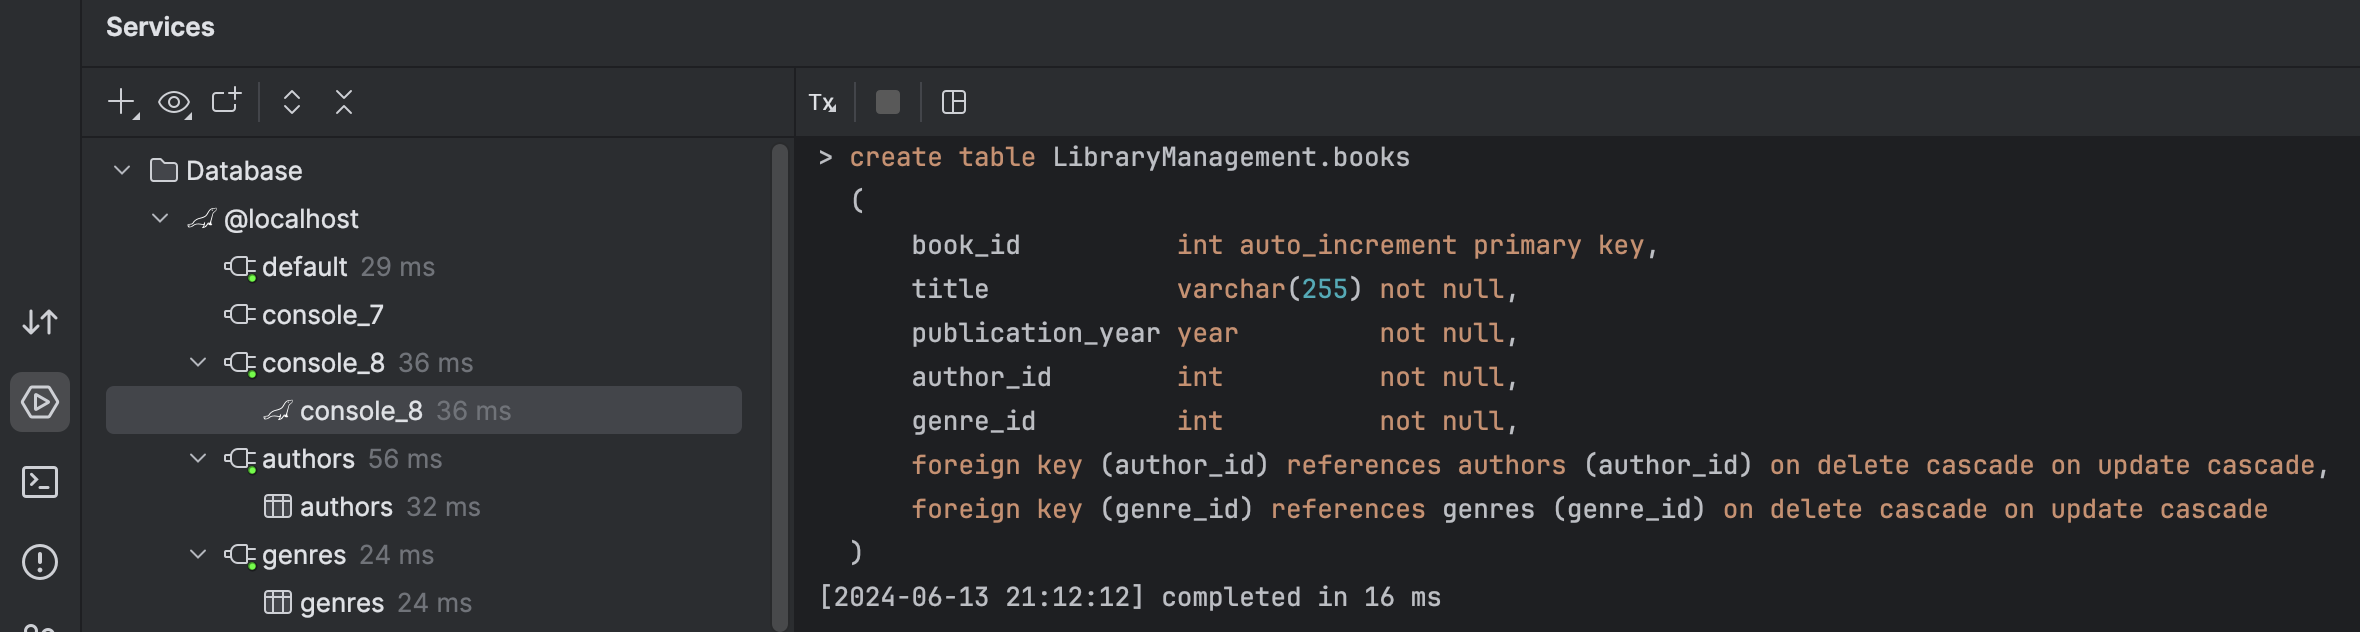 Services
Tx
Database
@localhost
default 29 ms
console_7
console_8 36 ms
console_8 36 ms
authors 56 ms
authors 32 ms
genres 24 ms
genres 24 ms
> create table LibraryManagement.books
(
book_id int auto_increment primary key,
title varchar(255) not null,
publication_year year not null,
author_id int not null,
genre_id int not null,
foreign key (author_id) references authors (author_id) on delete cascade on update cascade,
foreign key (genre_id) references genres (genre_id) on delete cascade on update cascade
)
[2024-06-13 21:12:12] completed in 16 ms